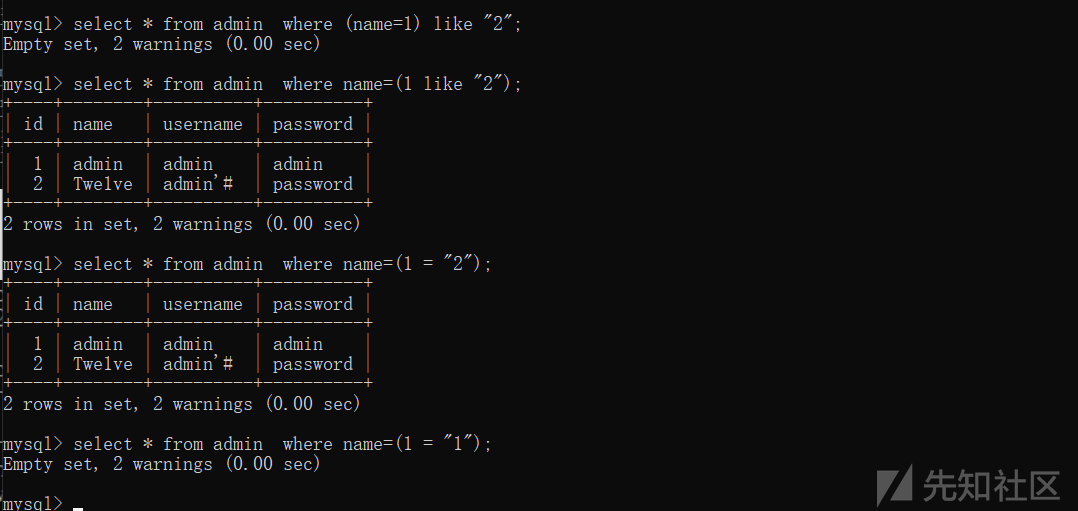 mysql> select * from admin  where (name=1) like "2";
Empty set, 2 warnings (0.00 sec)
mysql> select * from admin  where name=(1 like "2");
+----+--------+----------+----------+
| id | name   | username | password |
+----+--------+----------+----------+
|  1 | admin  | admin    | admin    |
|  2 | Twelve | admin'#  | password |
+----+--------+----------+----------+
2 rows in set, 2 warnings (0.00 sec)
mysql> select * from admin  where name=(1 = "2");
+----+--------+----------+----------+
| id | name   | username | password |
+----+--------+----------+----------+
|  1 | admin  | admin    | admin    |
|  2 | Twelve | admin'#  | password |
+----+--------+----------+----------+
2 rows in set, 2 warnings (0.00 sec)
mysql> select * from admin  where name=(1 = "1");
Empty set, 2 warnings (0.00 sec)
mysql>
先知社区